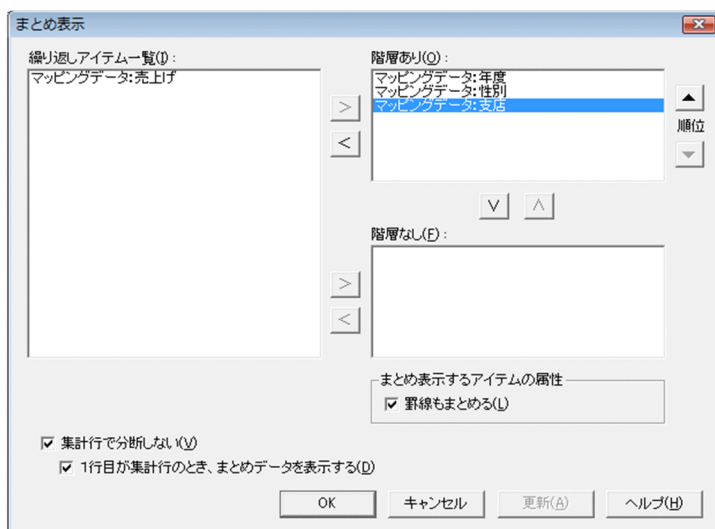 まとめ表示
繰り返しアイテム一覧(I):
マッピングデータ:売上げ
>
<
階層あり(O):
マッピングデータ:年度
マッピングデータ:性別
マッピングデータ:支店
▲
順位
▼
∨ ∧
階層なし(F):
>
<
まとめ表示するアイテムの属性
罫線もまとめる(L)
集計行で分断しない(V)
1行目が集計行のとき、まとめデータを表示する(D)
OK キャンセル 更新(A) ヘルプ(H)